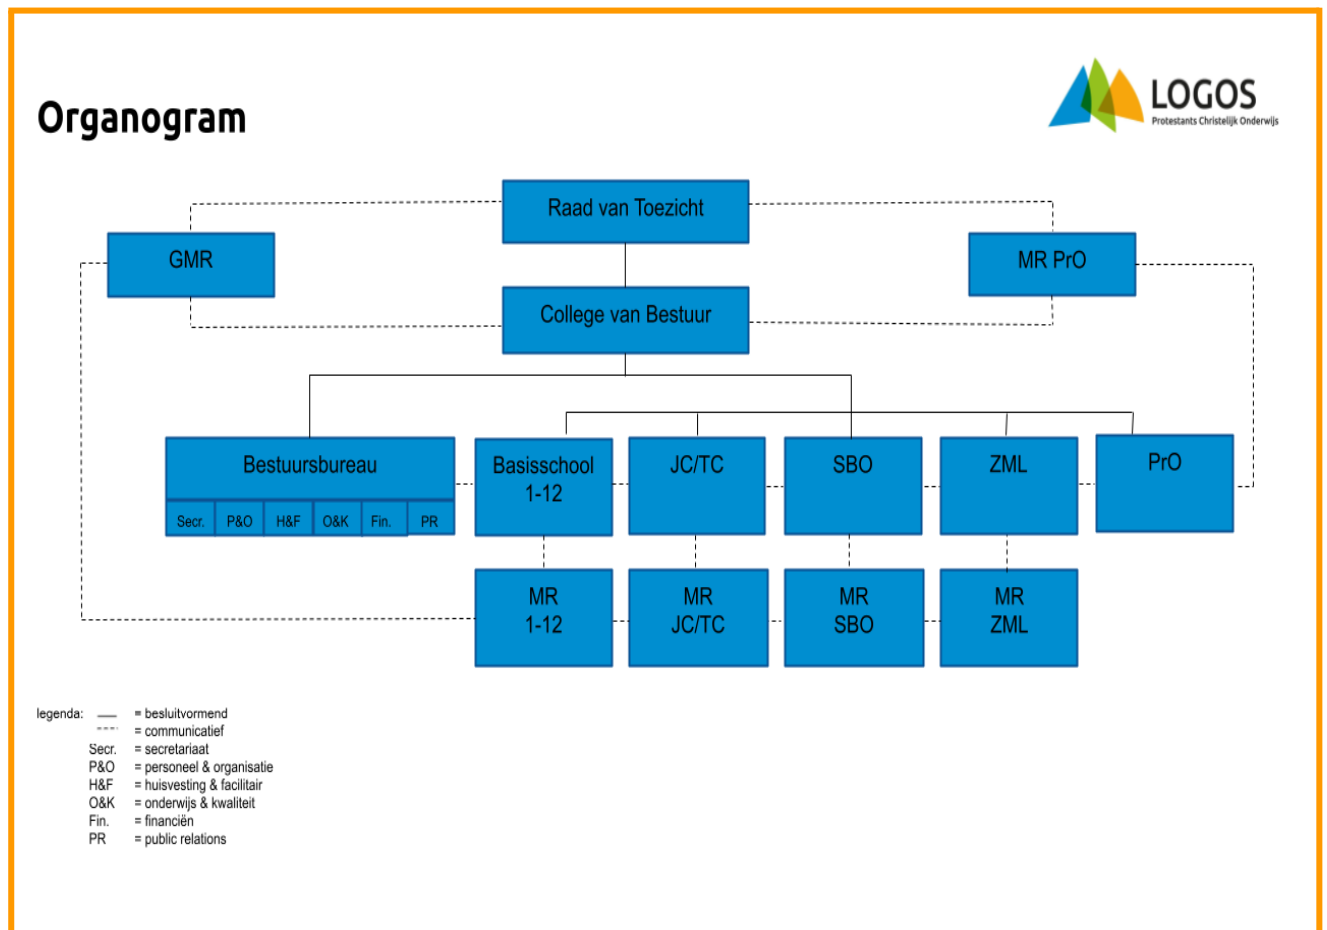 Organogram
LOGOS
Protestants Christelijk Onderwijs
Raad van Toezicht
GMR
MR PrO
College van Bestuur
Bestuursbureau
Secr.
P&O
H&F
O&K
Fin.
PR
Basisschool
1-12
JC/TC
SBO
ZML
PrO
MR
1-12
MR
JC/TC
MR
SBO
MR
ZML
legenda:
= besluitvormend
= communicatief
Secr. = secretariaat
P&O = personeel & organisatie
H&F = huisvesting & facilitair
O&K = onderwijs & kwaliteit
Fin. = financiën
PR = public relations